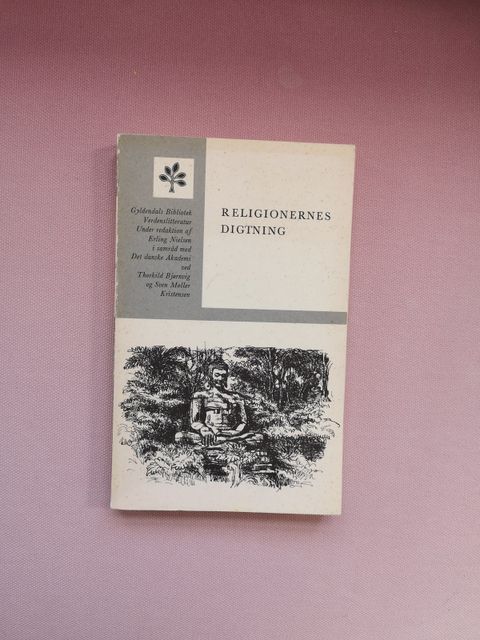 Gyldendals Bibliotek
Verdenslitteratur
Under redaktion af
Erling Nielsen
i samråd med
Det danske Akademi
ved
Thorkild Bjørnvig
og Sven Møller
Kristensen
RELIGIONERNES
DIGTNING